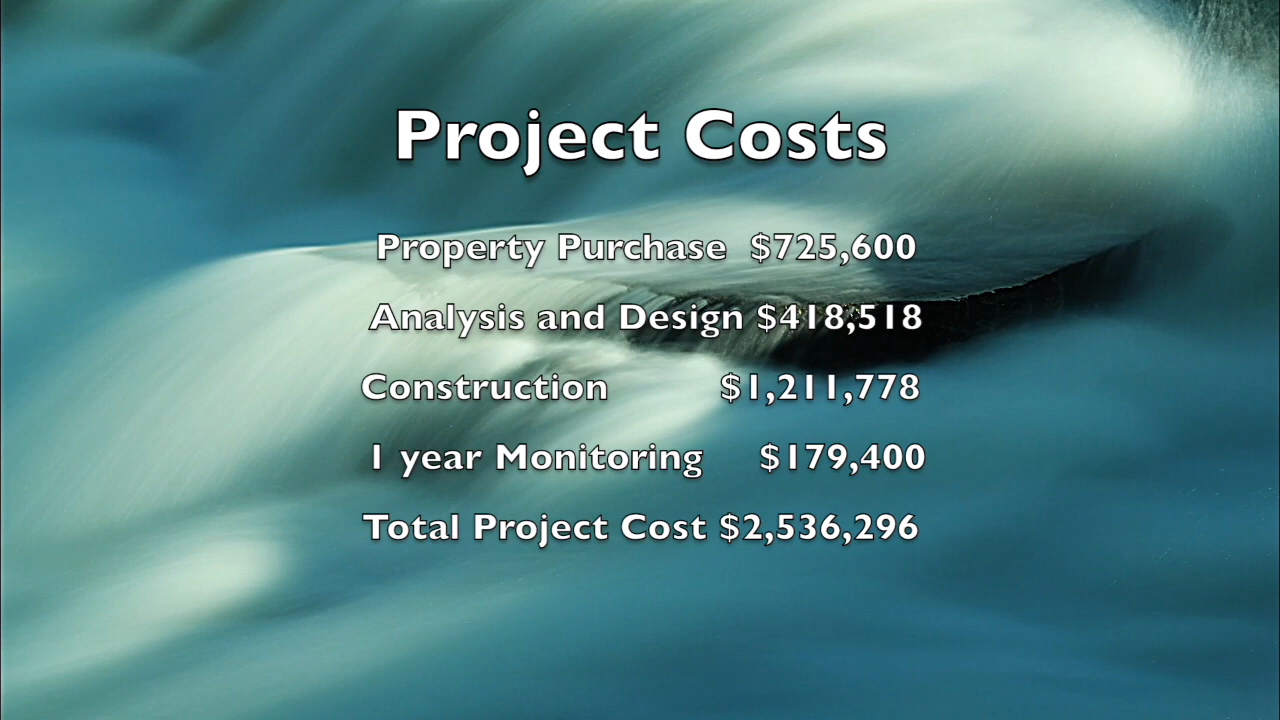 Project Costs
Property Purchase $725,600
Analysis and Design $418,518
Construction $1,211,778
1 year Monitoring $179,400
Total Project Cost $2,536,296